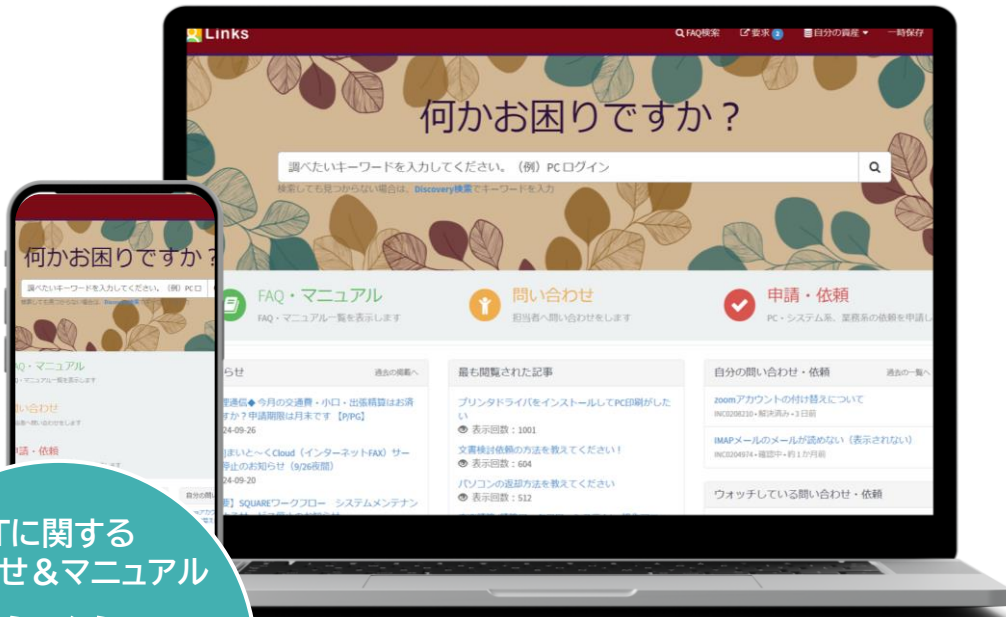 Links
FAQ検索
要求 2
自分の資産
一時保存
何かお困りですか？
調べたいキーワードを入力してください。（例）PCログイン
検索しても見つからない場合は、Discovery検索でキーワードを入力
FAQ・マニュアル
FAQ・マニュアル一覧を表示します
問い合わせ
担当者へ問い合わせをします
申請・依頼
PC・システム系、業務系の依頼を申請し
らせ
過去の掲載へ
理通信◆今月の交通費・小口・出張精算はお済
すか？申請期限は月末です【P/PG】
24-09-26
まいと〜くCloud（インターネットFAX）サー
停止のお知らせ（9/26夜間）
24-09-20
】SQUAREワークフロー システムメンテナン
最も閲覧された記事
プリンタドライバをインストールしてPC印刷がした
い
表示回数：1001
文書検討依頼の方法を教えてください！
表示回数：604
パソコンの返却方法を教えてください
表示回数：512
自分の問い合わせ・依頼
過去の一覧へ
zoomアカウントの付け替えについて
INC0208210・解決済み・3日前
IMAPメールのメールが読めない（表示されない）
INC0204974・確認中・約1か月前
ウォッチしている問い合わせ・依頼
何かお困りですか？
調べたいキーワードを入力してください。（例）PCロ
AQ・マニュアル
問い合わせ
申請・依頼
自分の問い
Tに関する
せ＆マニュアル